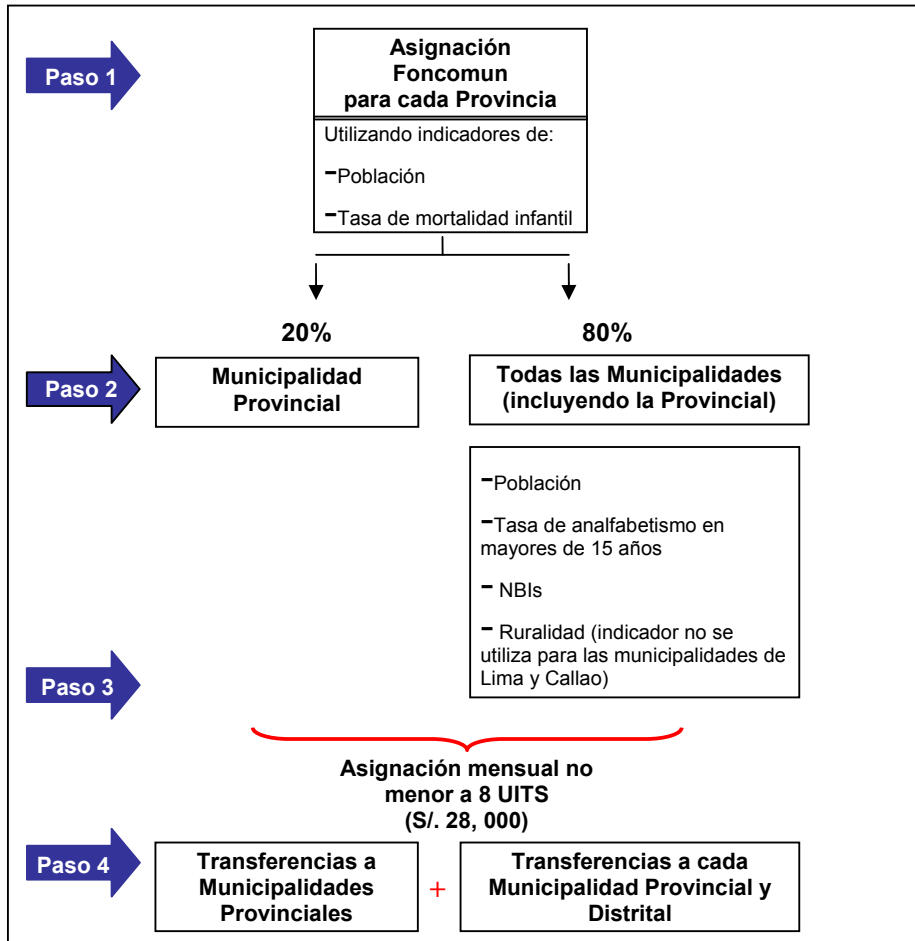 Paso 1
Asignación
Foncomun
para cada Provincia
Utilizando indicadores de:
-Población
-Tasa de mortalidad infantil
20%
80%
Paso 2
Municipalidad
Provincial
Todas las Municipalidades
(incluyendo la Provincial)
-Población
-Tasa de analfabetismo en
mayores de 15 años
- NBIs
- Ruralidad (indicador no se
utiliza para las municipalidades de
Lima y Callao)
Paso 3
Asignación mensual no
menor a 8 UITS
(S/. 28, 000)
Paso 4
Transferencias a
Municipalidades
Provinciales
+
Transferencias a cada
Municipalidad Provincial y
Distrital